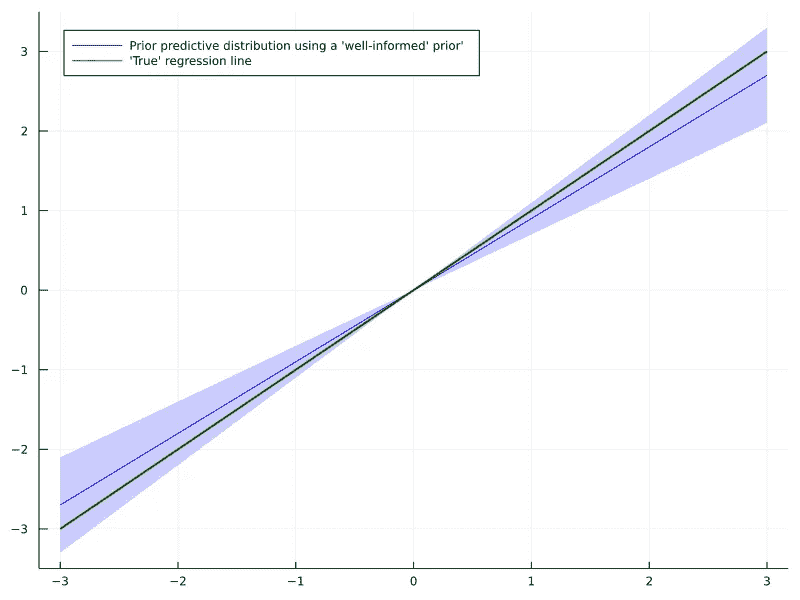 Prior predictive distribution using a 'well-informed' prior'
'True' regression line
3
2
1
0
−1
−2
−3
−3 −2 −1 0 1 2 3